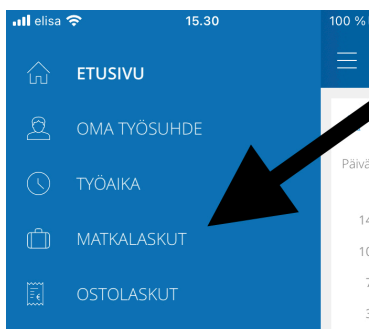 elisa 15.30 100 %
ETUSIVU
OMA TYÖSUHDE
TYÖAIKA
MATKALASKUT
OSTOLASKUT
Päivä
14
10
7
3